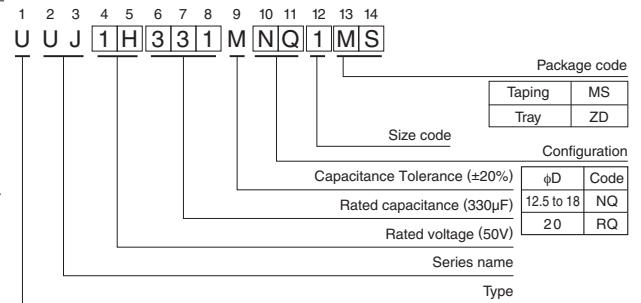 1 2 3 4 5 6 7 8 9 10 11 12 13 14
U U J 1 H 3 3 1 M N Q 1 M S
Package code
Taping MS
Tray ZD
Size code
Configuration
ϕD Code
12.5 to 18 NQ
20 RQ
Capacitance Tolerance (±20%)
Rated capacitance (330µF)
Rated voltage (50V)
Series name
Type